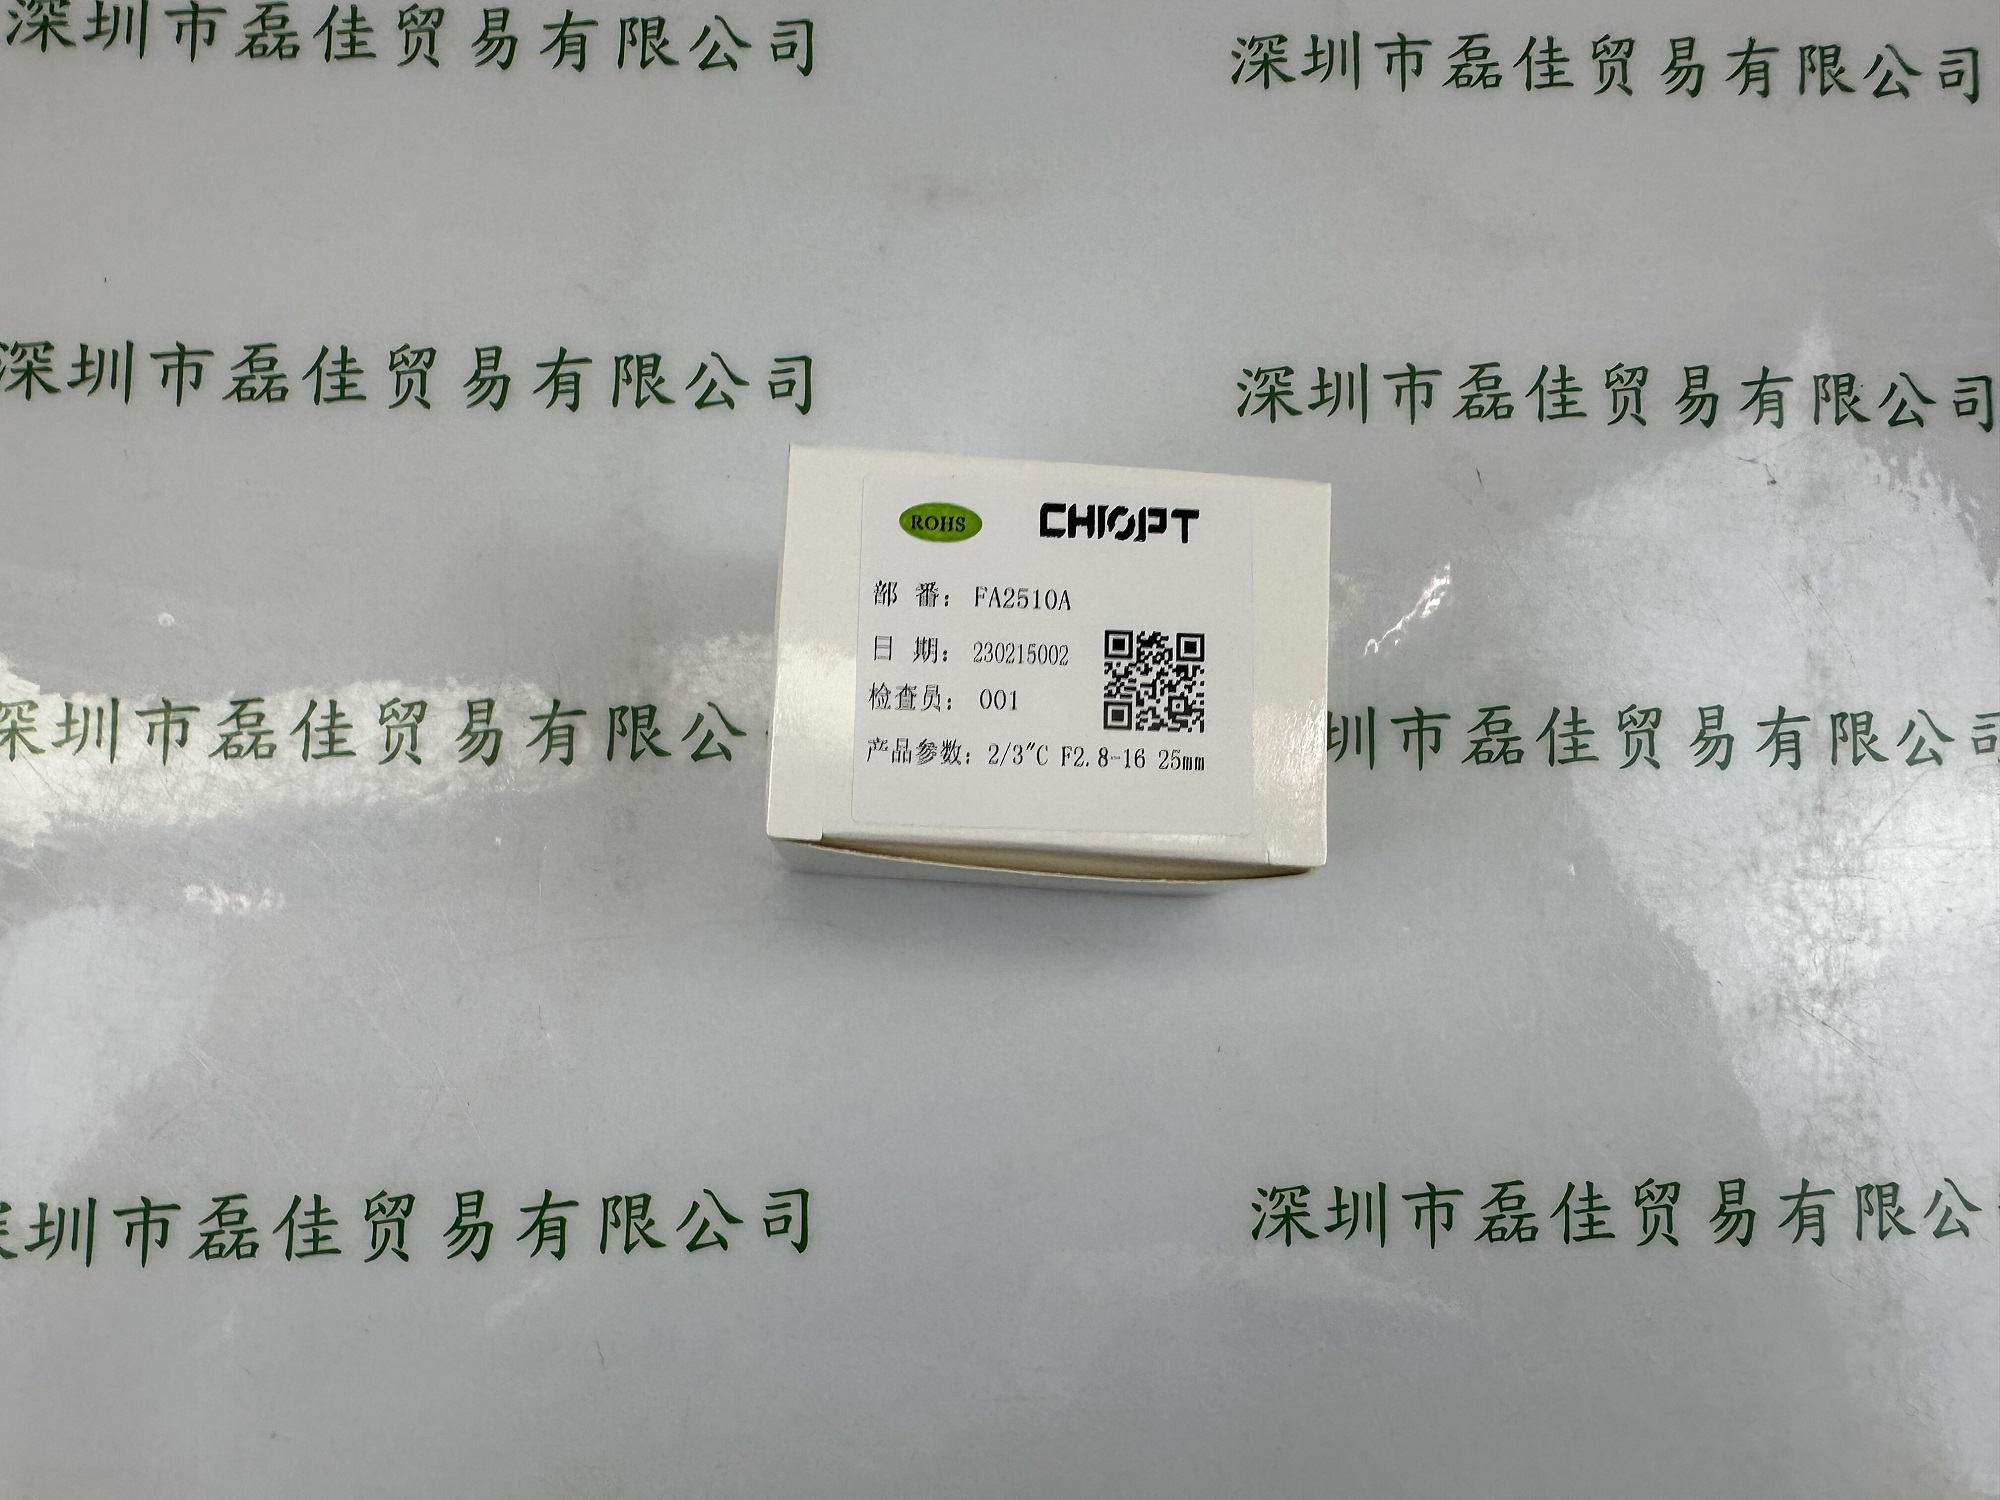 深圳市磊佳贸易有限公司
深圳市磊佳贸易有限公司
深圳市磊佳贸易有限公司
深圳市磊佳贸易有限公司
ROHS CHIOPT
部 番: FA2510A
日 期: 230215002
检查员: 001
产品参数: 2/3"C F2.8-16 25mm
深圳市磊佳贸易有限公
圳市磊佳贸易有限公司
圳市磊佳贸易有限公司
深圳市磊佳贸易有限公